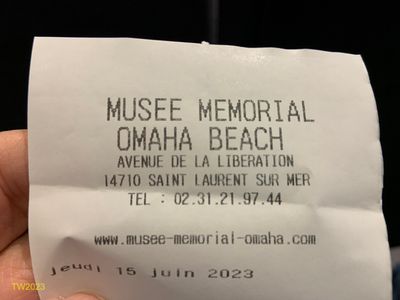 MUSEE MEMORIAL
OMAHA BEACH
AVENUE DE LA LIBERATION
14710 SAINT LAURENT SUR MER
TEL : 02.31.21.97.44
www.musee-memorial-omaha.com
jeudi 15 juin 2023
TW2023